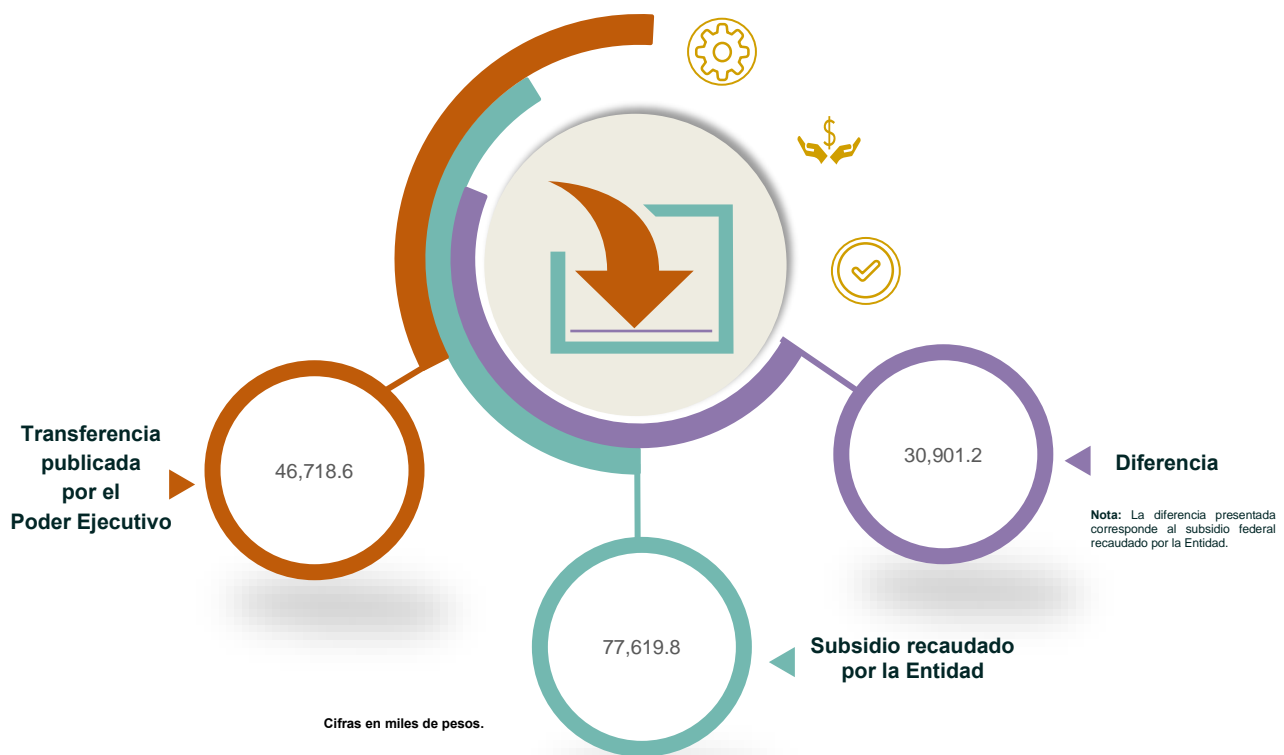 Transferencia
publicada
por el
Poder Ejecutivo
46,718.6
30,901.2
Diferencia
Nota: La diferencia presentada
corresponde al subsidio federal
recaudado por la Entidad.
77,619.8
Subsidio recaudado
por la Entidad
Cifras en miles de pesos.
$